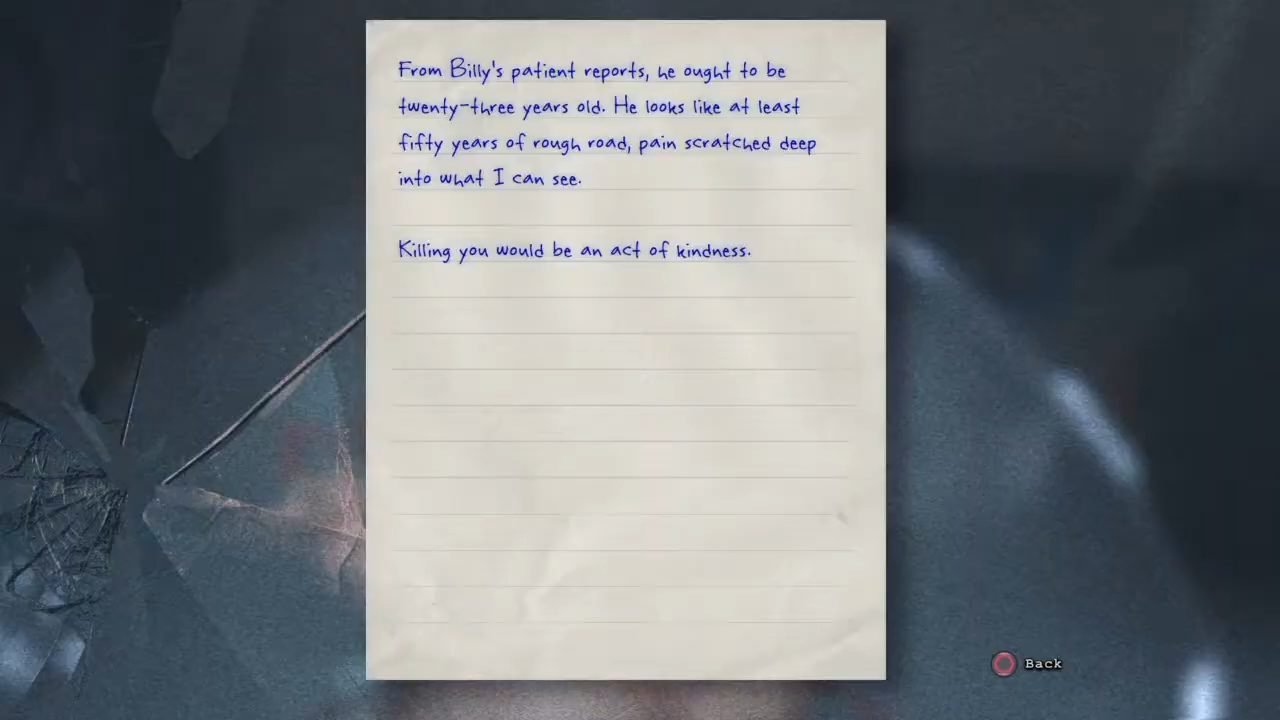 From Billy's patient reports, he ought to be
twenty-three years old. He looks like at least
fifty years of rough road, pain scratched deep
into what I can see.
Killing you would be an act of kindness.
Back